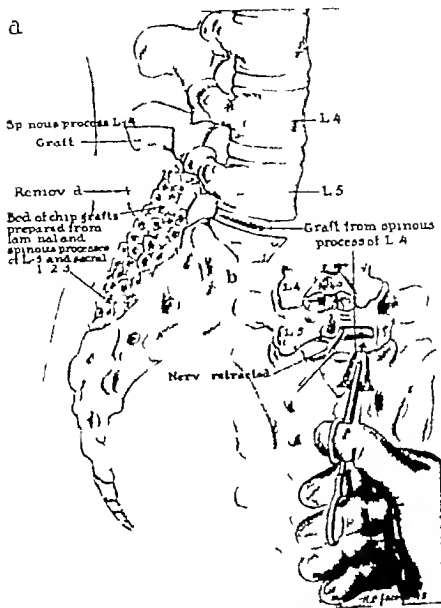 a
Sp nous process L-4
Graft
Remov d
Bed of chip grafts
prepared from
lam nal and
spinous processes
of L-5 and sacral
1 2 3
L 4
L 5
Graft from spinous
process of L 4
b
L 4
L 5
Nerv retracted